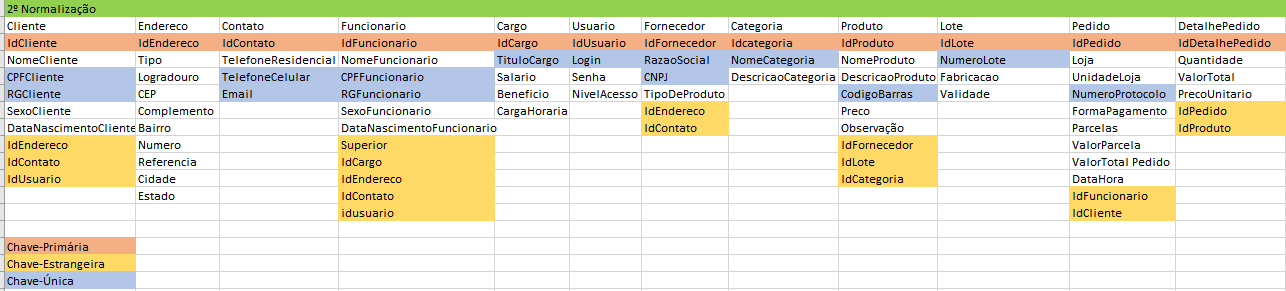 2º Normalização
Cliente Endereco Contato Funcionario Cargo Usuario Fornecedor Categoria Produto Lote Pedido DetalhePedido
IdCliente IdEndereco IdContato IdFuncionario IdCargo IdUsuario IdFornecedor Idcategoria IdProduto IdLote IdPedido IdDetalhePedido
NomeCliente Tipo TelefoneResidencial NomeFuncionario TituloCargo Login RazaoSocial NomeCategoria NomeProduto NumeroLote Loja Quantidade
CPFCliente Logradouro TelefoneCelular CPFFuncionario Salario Senha CNPJ DescricaoCategoria DescricaoProduto Fabricacao UnidadeLoja ValorTotal
RGCliente CEP Email RGFuncionario Beneficio NivelAcesso TipoDeProduto CodigoBarras Validade NumeroProtocolo PrecoUnitario
SexoCliente Complemento SexoFuncionario CargaHoraria IdEndereco Preco FormaPagamento IdPedido
DataNascimentoCliente Bairro DataNascimentoFuncionario IdContato Observação Parcelas IdProduto
IdEndereco Numero Superior IdFornecedor ValorParcela
IdContato Referencia IdCargo IdLote ValorTotal Pedido
IdUsuario Cidade IdEndereco IdCategoria DataHora
Estado IdContato IdFuncionario
idusuario IdCliente
Chave-Primária
Chave-Estrangeira
Chave-Única